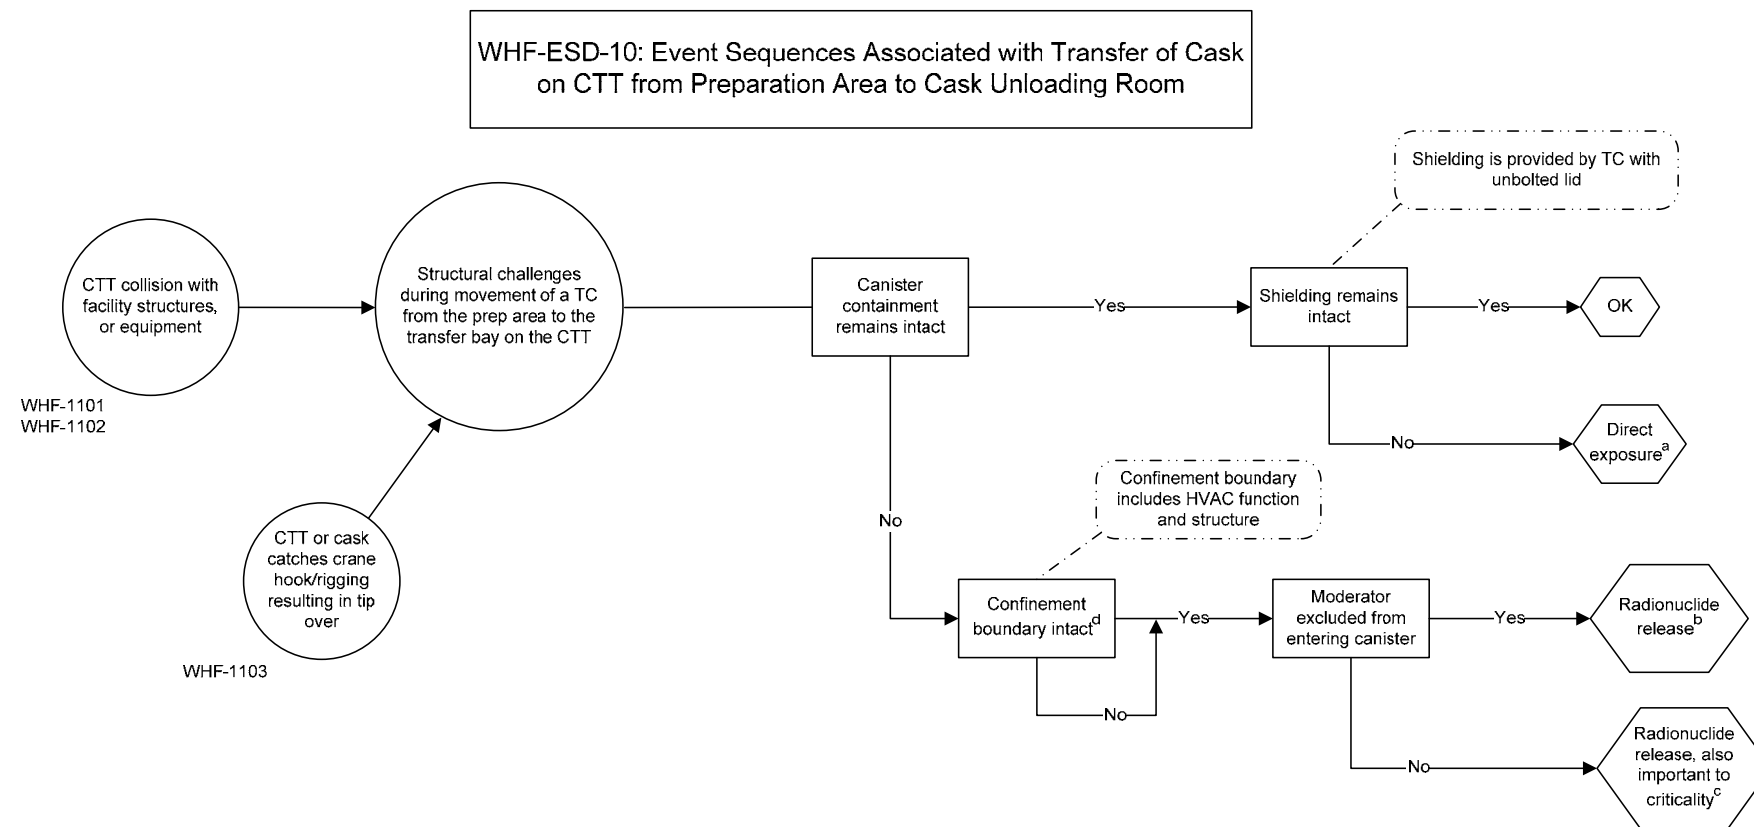 WHF-ESD-10: Event Sequences Associated with Transfer of Cask
on CTT from Preparation Area to Cask Unloading Room
Shielding is provided by TC with
unbolted lid
CTT collision with
facility structures,
or equipment
WHF-1101
WHF-1102
Structural challenges
during movement of a TC
from the prep area to the
transfer bay on the CTT
Canister
containment
remains intact
Yes
Shielding remains
intact
Yes
OK
No
Direct
exposureᵃ
CTT or cask
catches crane
hook/rigging
resulting in tip
over
WHF-1103
No
Confinement boundary
includes HVAC function
and structure
Confinement
boundary intactᵈ
Yes
No
Moderator
excluded from
entering canister
Yes
Radionuclide
releaseᵇ
No
Radionuclide
release, also
important to
criticalityᶜ